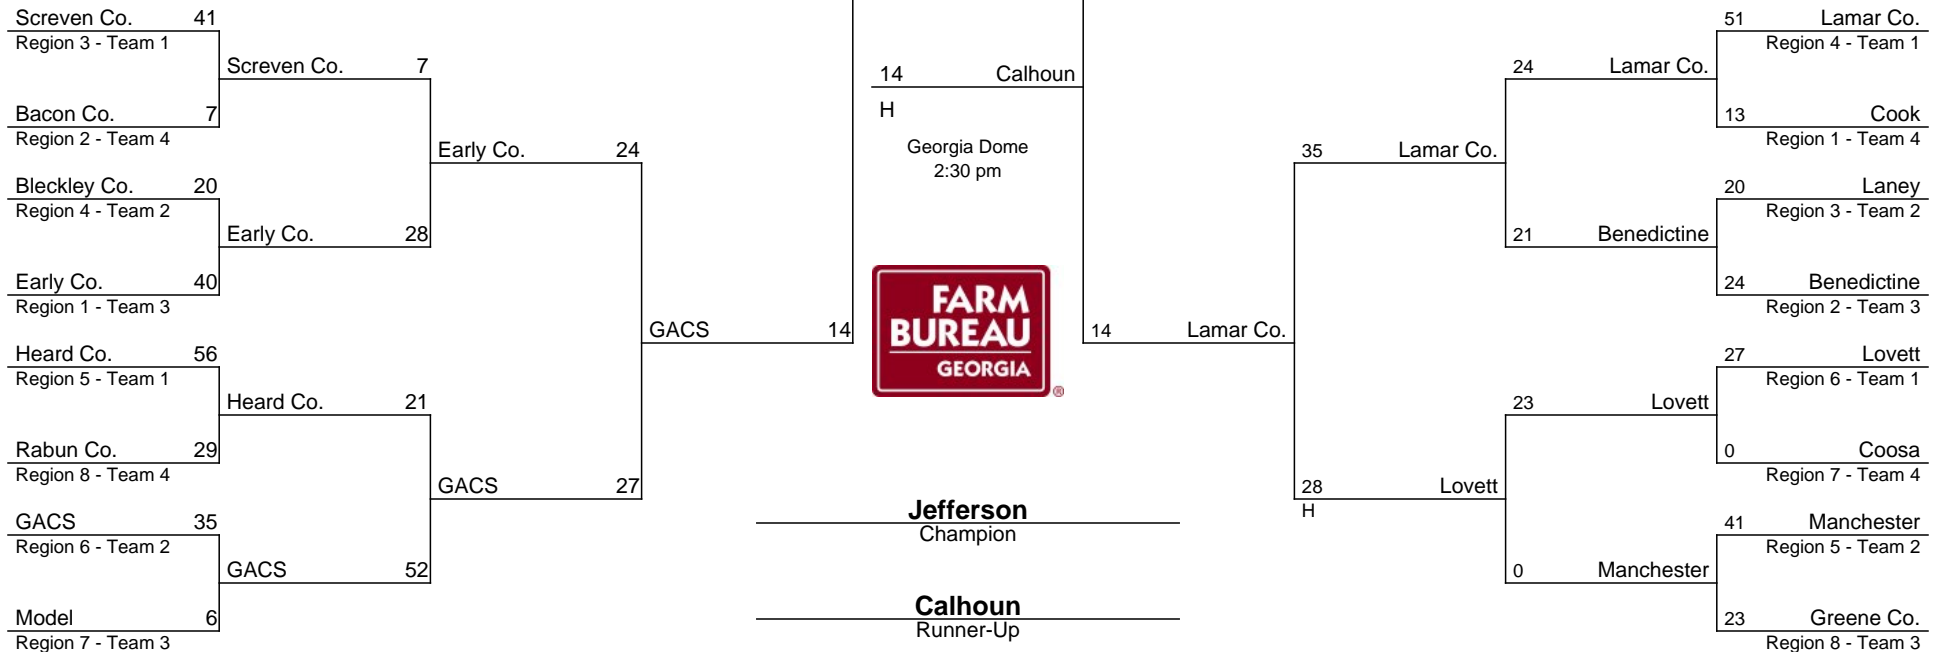 Screven Co. 41
Region 3 - Team 1
Screven Co. 7
Bacon Co. 7
Region 2 - Team 4
Early Co. 24
Bleckley Co. 20
Region 4 - Team 2
Early Co. 28
Early Co. 40
Region 1 - Team 3
GACS 14
Heard Co. 56
Region 5 - Team 1
Heard Co. 21
Rabun Co. 29
Region 8 - Team 4
GACS 27
GACS 35
Region 6 - Team 2
GACS 52
Model 6
Region 7 - Team 3
14 Calhoun
H
Georgia Dome
2:30 pm
FARM
BUREAU
GEORGIA
®
Jefferson
Champion
Calhoun
Runner-Up
51 Lamar Co.
Region 4 - Team 1
24 Lamar Co.
13 Cook
Region 1 - Team 4
35 Lamar Co.
20 Laney
Region 3 - Team 2
21 Benedictine
24 Benedictine
Region 2 - Team 3
14 Lamar Co.
27 Lovett
Region 6 - Team 1
23 Lovett
0 Coosa
Region 7 - Team 4
28 Lovett
H
41 Manchester
Region 5 - Team 2
0 Manchester
23 Greene Co.
Region 8 - Team 3